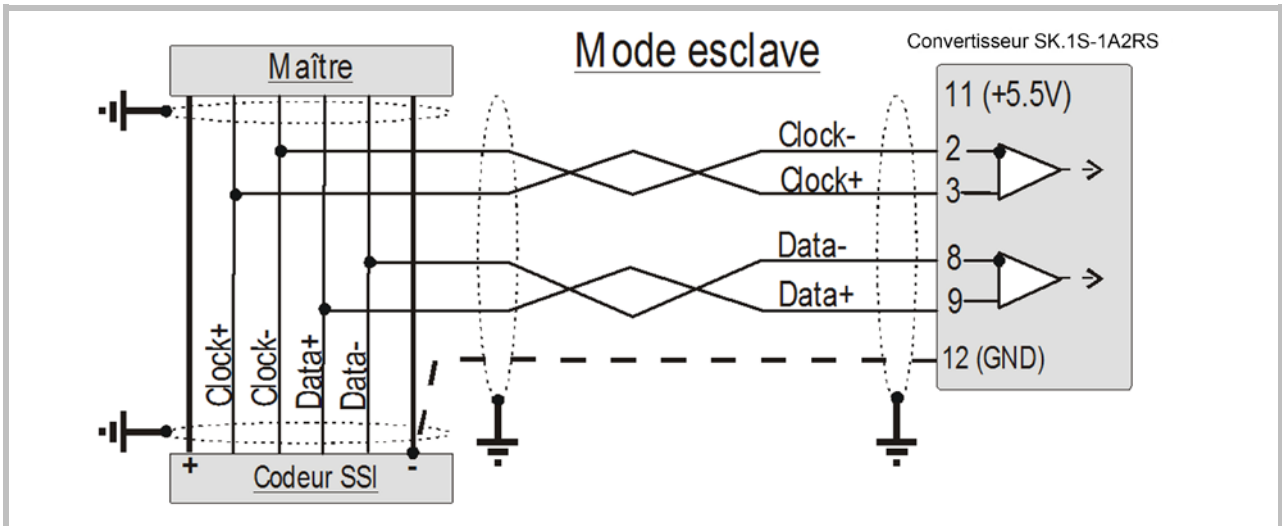 Mode esclave
Convertisseur SK.1S-1A2RS
Maître
11 (+5.5V)
Clock-
2
Clock+
3
Data-
8
Data+
9
12 (GND)
Clock+
Clock-
Data+
Data-
+
-
Codeur SSI